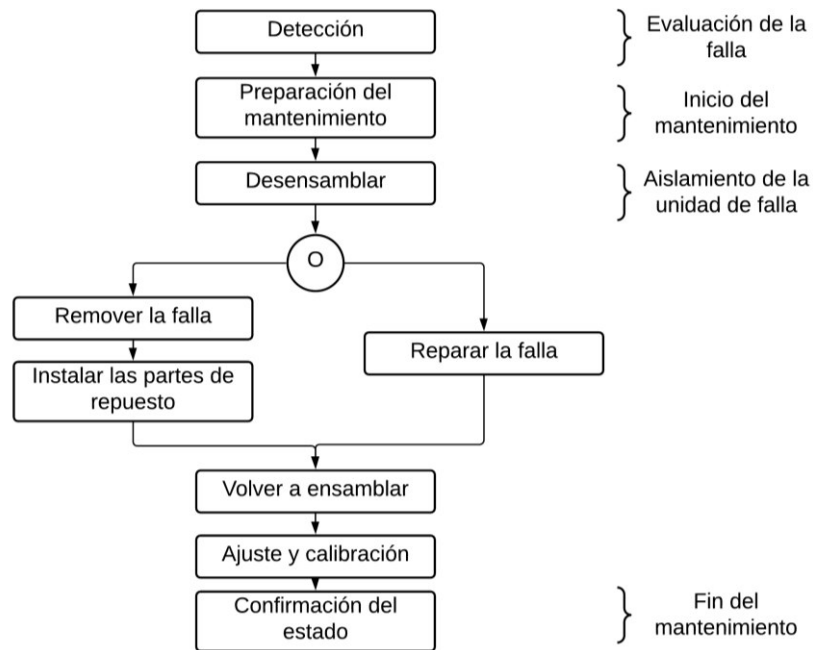 Detección
Evaluación de la
falla
Preparación del
mantenimiento
Inicio del
mantenimiento
Desensamblar
Aislamiento de la
unidad de falla
O
Remover la falla
Instalar las partes de
repuesto
Reparar la falla
Volver a ensamblar
Ajuste y calibración
Confirmación del
estado
Fin del
mantenimiento